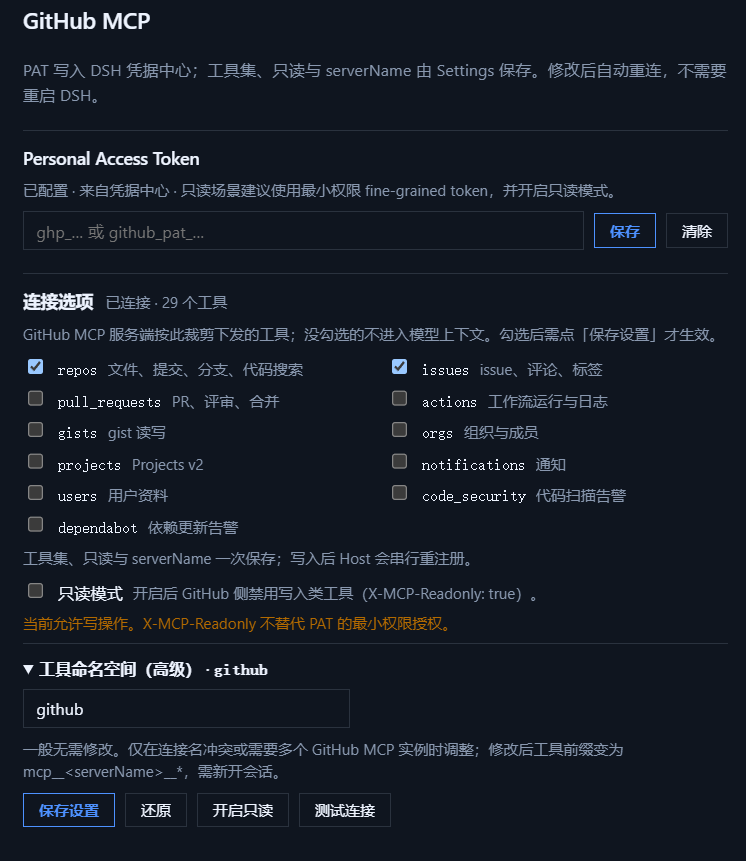 GitHub MCP
PAT 写入 DSH 凭据中心；工具集、只读与 serverName 由 Settings 保存。修改后自动重连，不需要
重启 DSH。
Personal Access Token
已配置 · 来自凭据中心 · 只读场景建议使用最小权限 fine-grained token，并开启只读模式。
ghp_... 或 github_pat_... 保存 清除
连接选项 已连接 · 29 个工具
GitHub MCP 服务端按此裁剪下发的工具；没勾选的不进入模型上下文。勾选后需点「保存设置」才生效。
repos 文件、提交、分支、代码搜索 issues issue、评论、标签
pull_requests PR、评审、合并 actions 工作流运行与日志
gists gist 读写 orgs 组织与成员
projects Projects v2 notifications 通知
users 用户资料 code_security 代码扫描告警
dependabot 依赖更新告警
工具集、只读与 serverName 一次保存；写入后 Host 会串行重注册。
只读模式 开启后 GitHub 侧禁用写入类工具（X-MCP-Readonly: true）。
当前允许写操作。X-MCP-Readonly 不替代 PAT 的最小权限授权。
▼ 工具命名空间（高级） · github
github
一般无需修改。仅在连接名冲突或需要多个 GitHub MCP 实例时调整；修改后工具前缀变为
mcp__<serverName>__*，需新开会话。
保存设置 还原 开启只读 测试连接